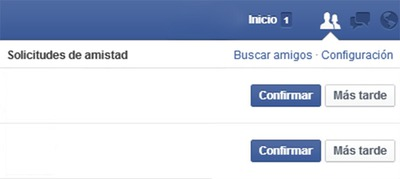 Inicio 1
Solicitudes de amistad Buscar amigos · Configuración
Confirmar Más tarde
Confirmar Más tarde